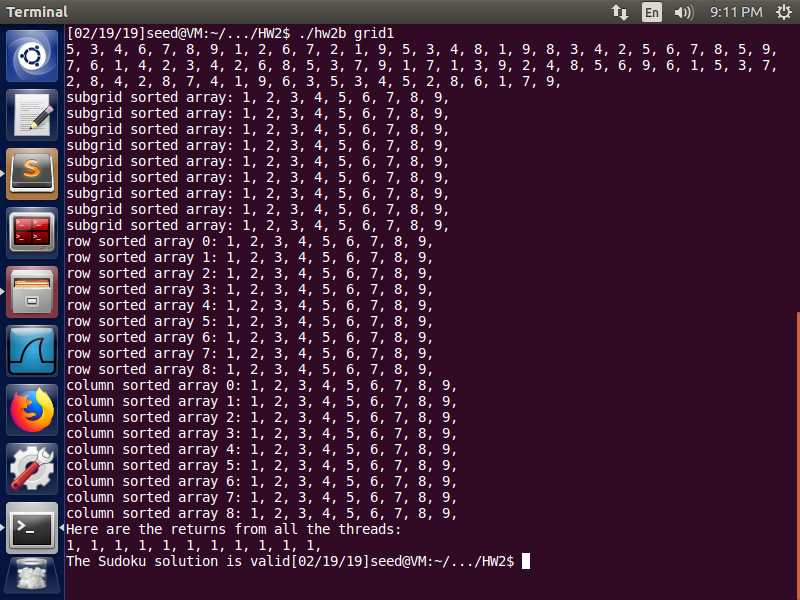 Terminal
En
9:11 PM
[02/19/19]seed@VM:~/.../HW2$ ./hw2b grid1
5, 3, 4, 6, 7, 8, 9, 1, 2, 6, 7, 2, 1, 9, 5, 3, 4, 8, 1, 9, 8, 3, 4, 2, 5, 6, 7, 8, 5, 9,
7, 6, 1, 4, 2, 3, 4, 2, 6, 8, 5, 3, 7, 9, 1, 7, 1, 3, 9, 2, 4, 8, 5, 6, 9, 6, 1, 5, 3, 7,
2, 8, 4, 2, 8, 7, 4, 1, 9, 6, 3, 5, 3, 4, 5, 2, 8, 6, 1, 7, 9,
subgrid sorted array: 1, 2, 3, 4, 5, 6, 7, 8, 9,
subgrid sorted array: 1, 2, 3, 4, 5, 6, 7, 8, 9,
subgrid sorted array: 1, 2, 3, 4, 5, 6, 7, 8, 9,
subgrid sorted array: 1, 2, 3, 4, 5, 6, 7, 8, 9,
subgrid sorted array: 1, 2, 3, 4, 5, 6, 7, 8, 9,
subgrid sorted array: 1, 2, 3, 4, 5, 6, 7, 8, 9,
subgrid sorted array: 1, 2, 3, 4, 5, 6, 7, 8, 9,
subgrid sorted array: 1, 2, 3, 4, 5, 6, 7, 8, 9,
subgrid sorted array: 1, 2, 3, 4, 5, 6, 7, 8, 9,
row sorted array 0: 1, 2, 3, 4, 5, 6, 7, 8, 9,
row sorted array 1: 1, 2, 3, 4, 5, 6, 7, 8, 9,
row sorted array 2: 1, 2, 3, 4, 5, 6, 7, 8, 9,
row sorted array 3: 1, 2, 3, 4, 5, 6, 7, 8, 9,
row sorted array 4: 1, 2, 3, 4, 5, 6, 7, 8, 9,
row sorted array 5: 1, 2, 3, 4, 5, 6, 7, 8, 9,
row sorted array 6: 1, 2, 3, 4, 5, 6, 7, 8, 9,
row sorted array 7: 1, 2, 3, 4, 5, 6, 7, 8, 9,
row sorted array 8: 1, 2, 3, 4, 5, 6, 7, 8, 9,
column sorted array 0: 1, 2, 3, 4, 5, 6, 7, 8, 9,
column sorted array 1: 1, 2, 3, 4, 5, 6, 7, 8, 9,
column sorted array 2: 1, 2, 3, 4, 5, 6, 7, 8, 9,
column sorted array 3: 1, 2, 3, 4, 5, 6, 7, 8, 9,
column sorted array 4: 1, 2, 3, 4, 5, 6, 7, 8, 9,
column sorted array 5: 1, 2, 3, 4, 5, 6, 7, 8, 9,
column sorted array 6: 1, 2, 3, 4, 5, 6, 7, 8, 9,
column sorted array 7: 1, 2, 3, 4, 5, 6, 7, 8, 9,
column sorted array 8: 1, 2, 3, 4, 5, 6, 7, 8, 9,
Here are the returns from all the threads:
1, 1, 1, 1, 1, 1, 1, 1, 1, 1, 1,
The Sudoku solution is valid[02/19/19]seed@VM:~/.../HW2$